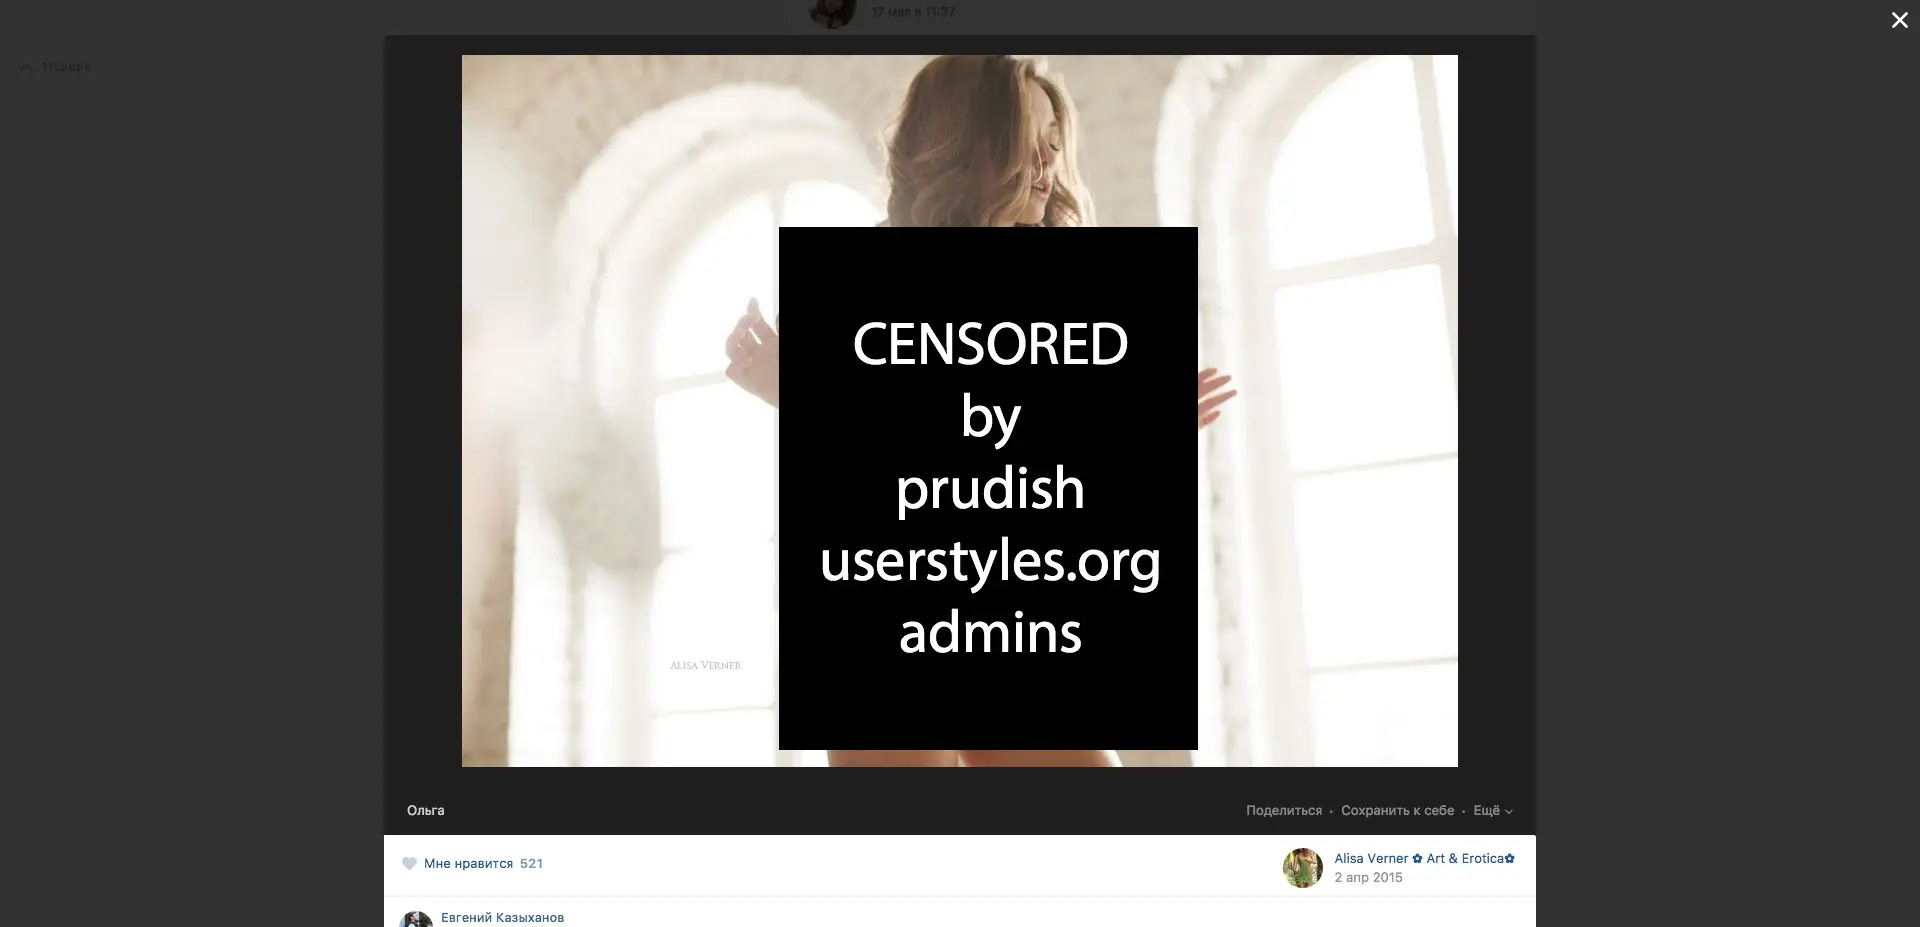 17 мая в 11:37
Наверх
CENSORED
by
prudish
userstyles.org
admins
ALISA VERNER
Ольга
Поделиться · Сохранить к себе · Ещё
Мне нравится 521
Alisa Verner ✿ Art & Erotica✿
2 апр 2015
Евгений Казыханов